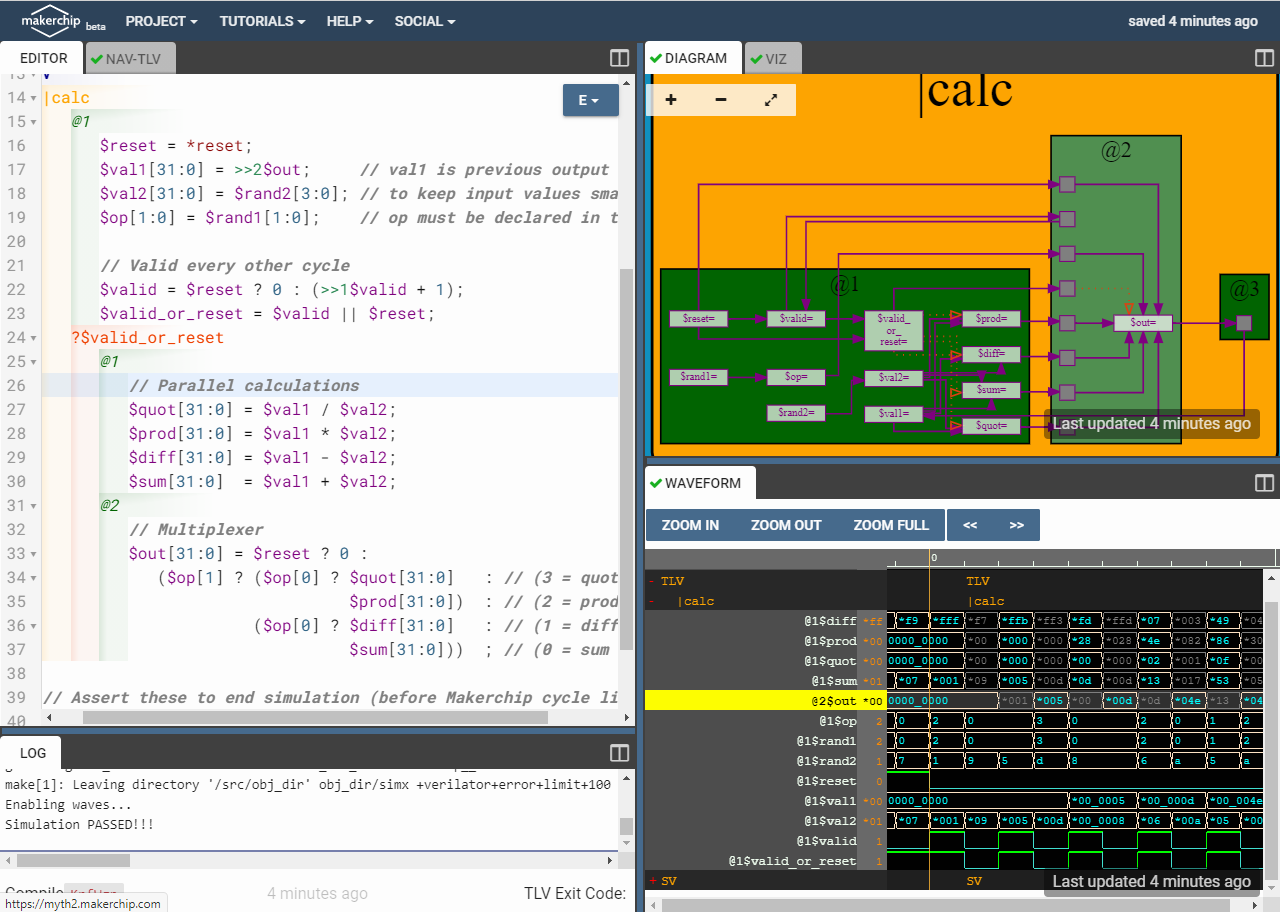 makerchip beta PROJECT TUTORIALS HELP SOCIAL saved 4 minutes ago
EDITOR NAV-TLV
14 |calc
E
15 @1
16 $reset = *reset;
17 $val1[31:0] = >>2$out; // val1 is previous output
18 $val2[31:0] = $rand2[3:0]; // to keep input values sma
19 $op[1:0] = $rand1[1:0]; // op must be declared in t
20
21 // Valid every other cycle
22 $valid = $reset ? 0 : (>>1$valid + 1);
23 $valid_or_reset = $valid || $reset;
24 ?$valid_or_reset
25 @1
26 // Parallel calculations
27 $quot[31:0] = $val1 / $val2;
28 $prod[31:0] = $val1 * $val2;
29 $diff[31:0] = $val1 - $val2;
30 $sum[31:0] = $val1 + $val2;
31 @2
32 // Multiplexer
33 $out[31:0] = $reset ? 0 :
34 ($op[1] ? ($op[0] ? $quot[31:0] : // (3 = quot
35 $prod[31:0]) : // (2 = prod
36 ($op[0] ? $diff[31:0] : // (1 = diff
37 $sum[31:0])) ; // (0 = sum
38
39 // Assert these to end simulation (before Makerchip cycle li
40
LOG
make[1]: Leaving directory '/src/obj_dir' obj_dir/simx +verilator+error+limit+100
Enabling waves...
Simulation PASSED!!!
4 minutes ago TLV Exit Code:
https://myth2.makerchip.com
DIAGRAM VIZ
+ −
|calc
@2
@1
@3
$reset= $valid= $valid_
or_
reset= $prod=
$out=
$diff=
$rand1= $op= $val2=
$sum=
$rand2= $val1=
$quot=
Last updated 4 minutes ago
WAVEFORM
ZOOM IN ZOOM OUT ZOOM FULL << >>
0
- TLV TLV
- |calc |calc
@1$diff *ff *f9 *fff *f7 *ffb *ff3 *fd *ffd *07 *003 *49 *04
@1$prod *00 0000_0000 *00 *000 *000 *28 *028 *4e *082 *86 *30
@1$quot *00 0000_0000 *00 *000 *000 *00 *000 *02 *001 *0f *00
@1$sum *01 *07 *001 *09 *005 *00d *0d *00d *13 *017 *53 *05
@2$out *00 0000_0000 *001 *005 *00 *00d *0d *04e *13 *04
@1$op 2 0 2 0 3 0 2 0 1 2
@1$rand1 2 0 2 0 3 0 2 0 1 2
@1$rand2 1 7 1 9 5 d 8 6 a 5 a
@1$reset 0
@1$val1 *00 0000_0000 *00_0005 *00_000d *00_004e
@1$val2 *01 *07 *001 *09 *005 *00d *00_0008 *06 *00a *05 *00
@1$valid 1
@1$valid_or_reset 1
+ SV SV
Last updated 4 minutes ago